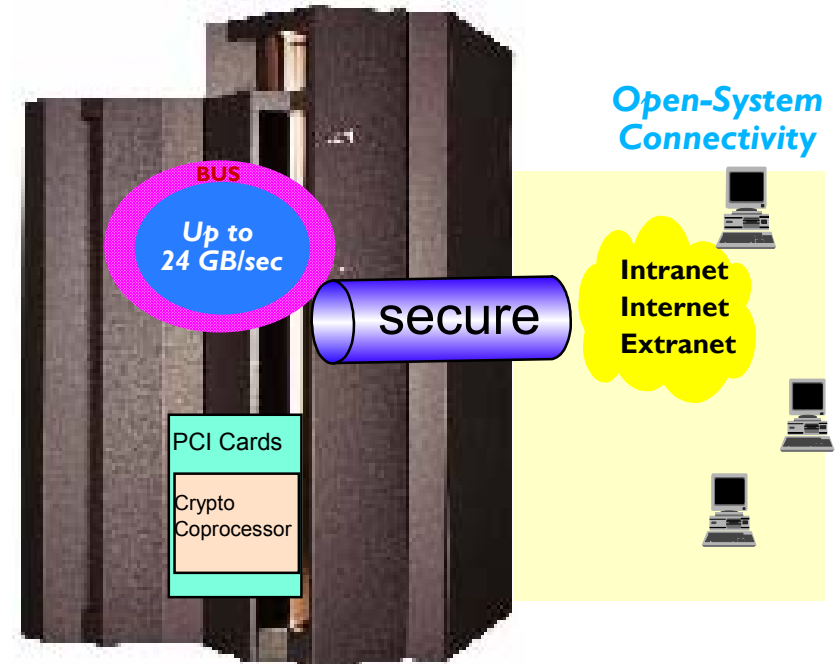 Open-System
Connectivity
BUS
Up to
24 GB/sec
secure
Intranet
Internet
Extranet
PCI Cards
Crypto
Coprocessor